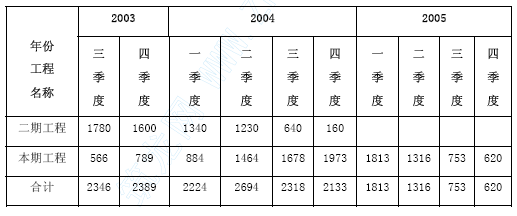 年份 工程 名称 2003 2004 2005
三季度 四季度 一季度 二季度 三季度 四季度 一季度 二季度 三季度 四季度
二期工程 1780 1600 1340 1230 640 160
本期工程 566 789 884 1464 1678 1973 1813 1316 753 620
合计 2346 2389 2224 2694 2318 2133 1813 1316 753 620